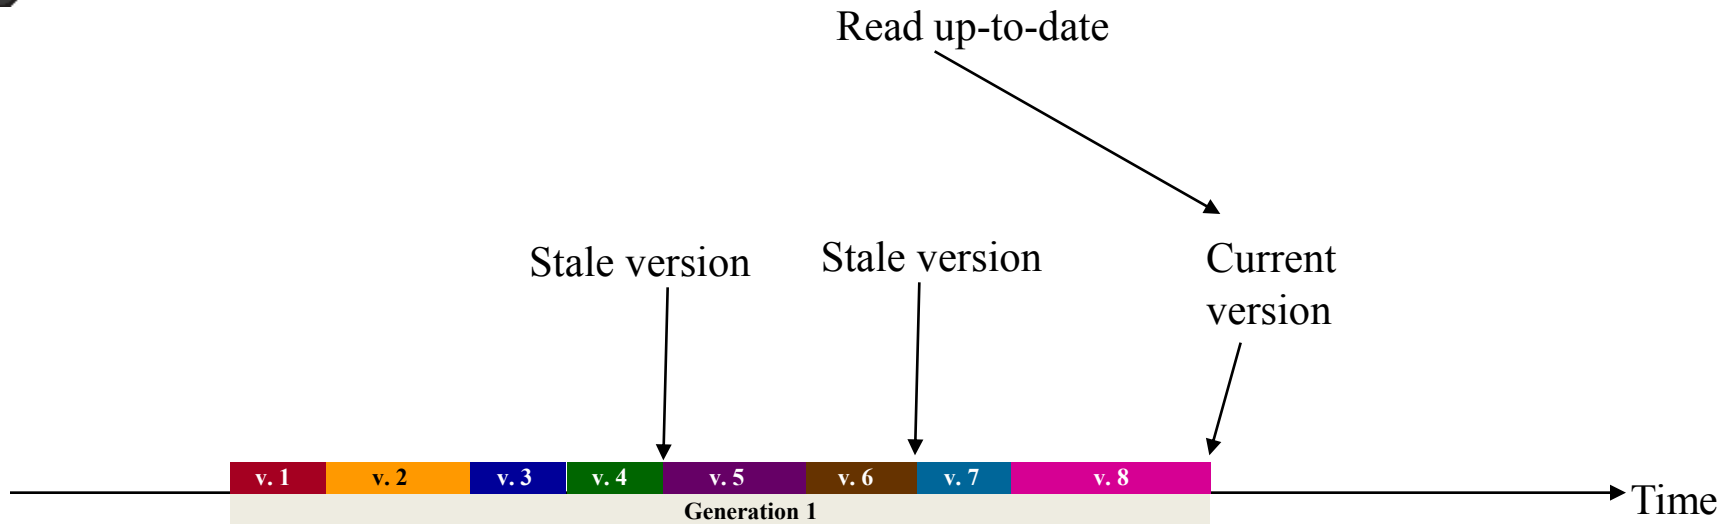 Read up-to-date
Stale version
Stale version
Current
version
v. 1
v. 2
v. 3
v. 4
v. 5
v. 6
v. 7
v. 8
Generation 1
Time